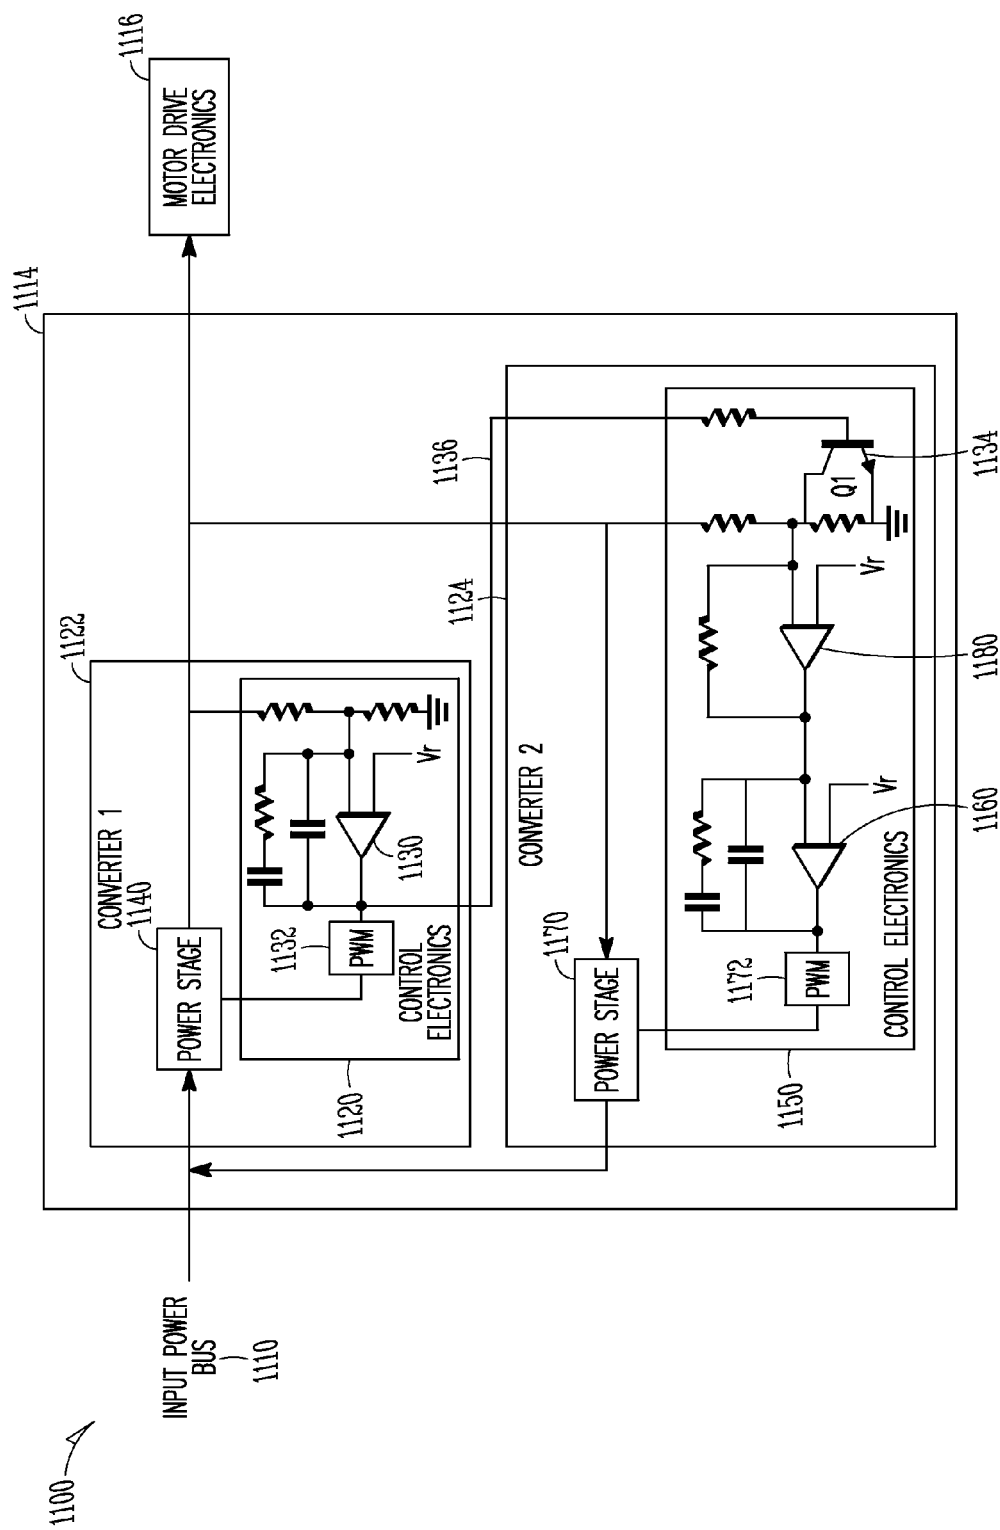 1100
INPUT POWER
BUS
1110
1114
1122
CONVERTER 1
1140
POWER STAGE
1132
PWM
1130
Vr
CONTROL
ELECTRONICS
1120
MOTOR DRIVE
ELECTRONICS
1116
1136
1124
CONVERTER 2
1170
POWER STAGE
1172
PWM
1160
Vr
1180
Vr
Q1
1134
CONTROL ELECTRONICS
1150